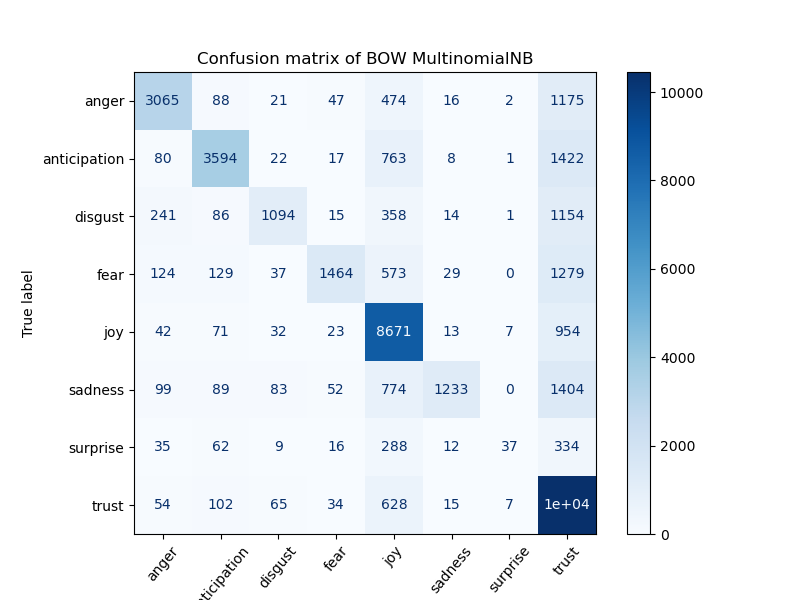 Confusion matrix of BOW MultinomialNB
True label
anger 3065 88 21 47 474 16 2 1175
anticipation 80 3594 22 17 763 8 1 1422
disgust 241 86 1094 15 358 14 1 1154
fear 124 129 37 1464 573 29 0 1279
joy 42 71 32 23 8671 13 7 954
sadness 99 89 83 52 774 1233 0 1404
surprise 35 62 9 16 288 12 37 334
trust 54 102 65 34 628 15 7 1e+04
anger ticipation disgust fear joy sadness surprise trust
10000
8000
6000
4000
2000
0